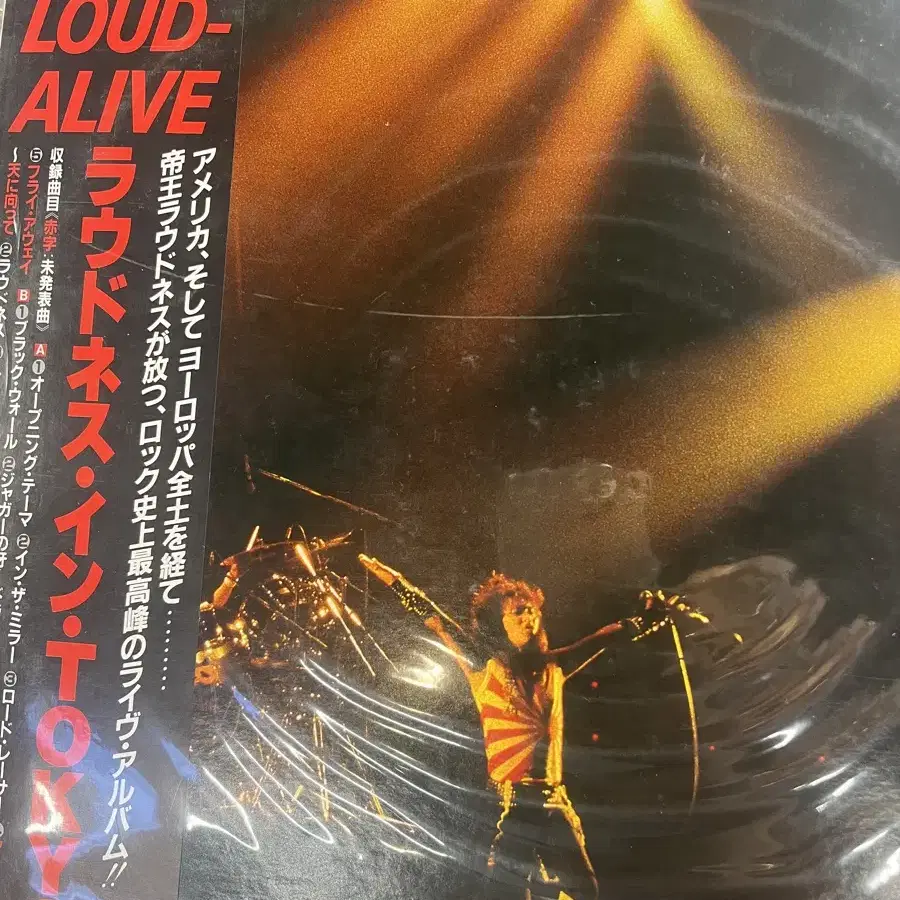 LOUD-
ALIVE
ラウドネス・イン・TOKY
アメリカ、そしてヨーロッパ全土を経て………
帝王ラウドネスが放つ、ロック史上最高峰のライヴ・アルバム!!
収録曲目《赤字:未発表曲》 A ①オープニング・テーマ ②イン・ザ・ミラー ③ロード・レーサー
⑤フライ・アウェイ B ①ブラック・ウォール ②ジャガーの牙
〜天に向って ②ラウドネス